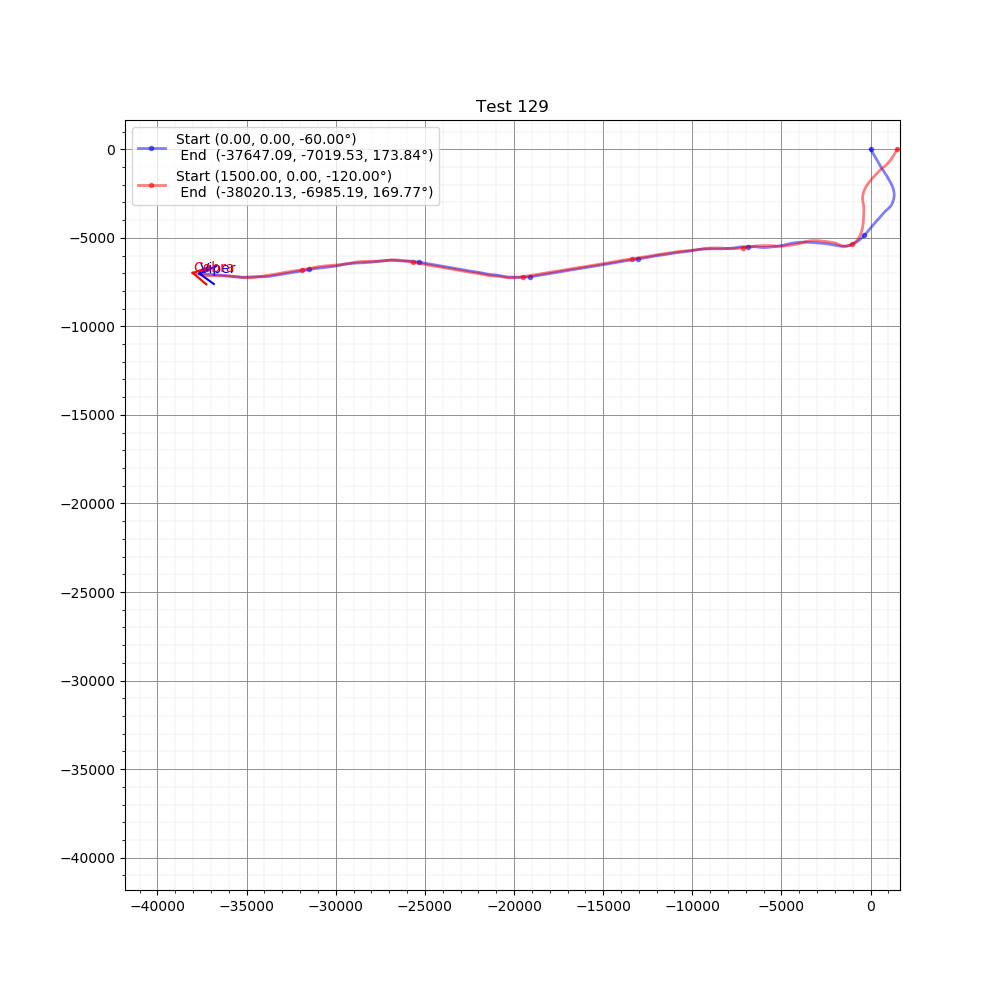 Test 129
Start (0.00, 0.00, -60.00°)
End  (-37647.09, -7019.53, 173.84°)
Start (1500.00, 0.00, -120.00°)
End  (-38020.13, -6985.19, 169.77°)
0
−5000
−10000
−15000
−20000
−25000
−30000
−35000
−40000
Cobra
Viper
−40000 −35000 −30000 −25000 −20000 −15000 −10000 −5000 0